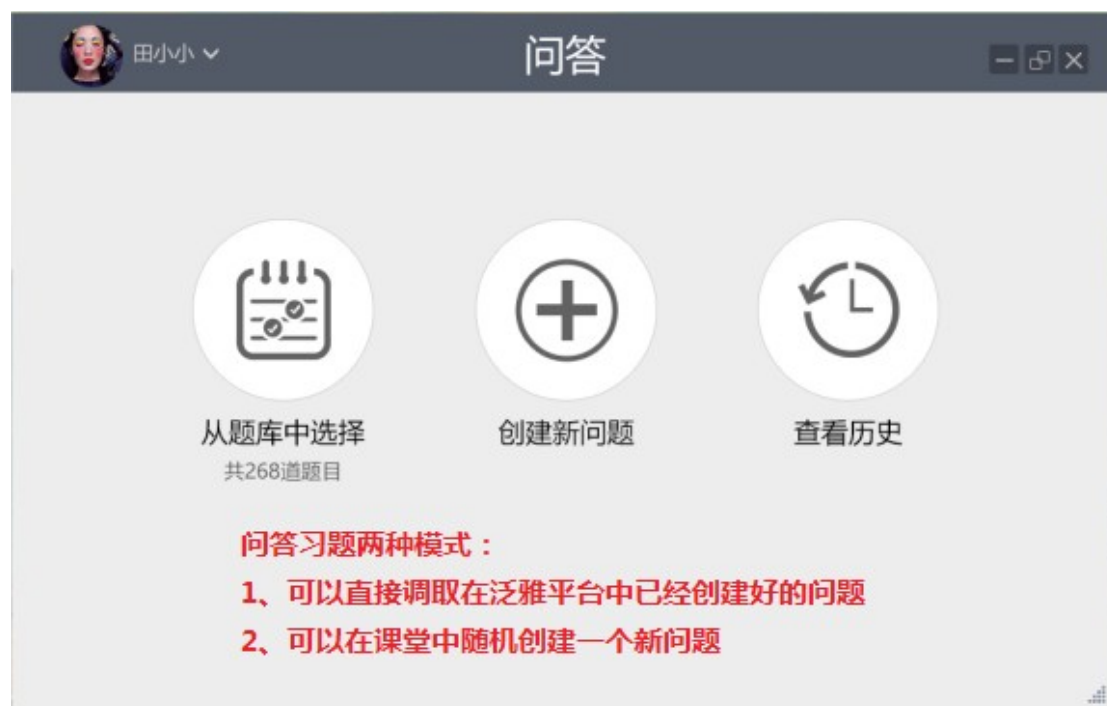 田小小
问答
从题库中选择
创建新问题
查看历史
共268道题目
问答习题两种模式：
1、可以直接调取在泛雅平台中已经创建好的问题
2、可以在课堂中随机创建一个新问题